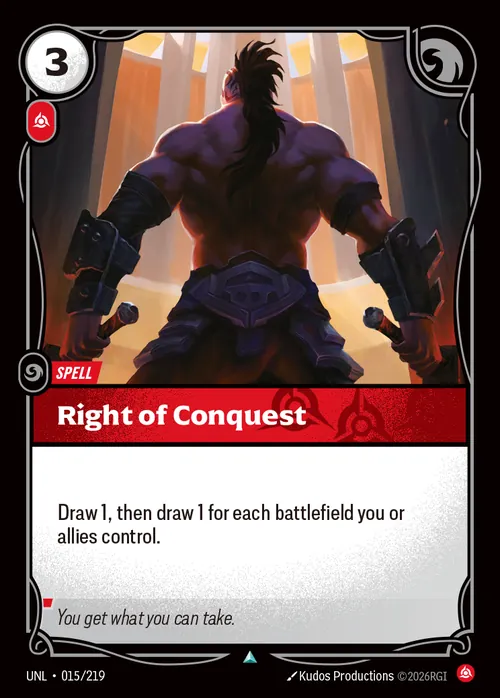 3
SPELL
Right of Conquest
Draw 1, then draw 1 for each battlefield you or
allies control.
You get what you can take.
UNL • 015/219
Kudos Productions ©2026RGI